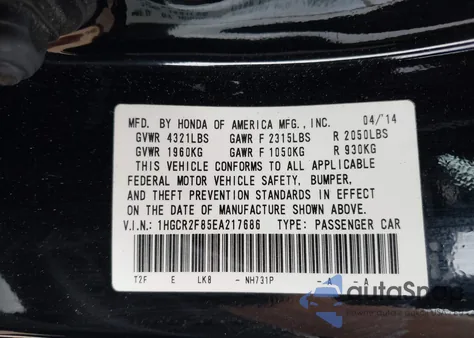 MFD. BY HONDA OF AMERICA MFG., INC. 04/'14
GVWR 4321LBS GAWR F 2315LBS R 2050LBS
GVWR 1960KG GAWR F 1050KG R 930KG
THIS VEHICLE CONFORMS TO ALL APPLICABLE
FEDERAL MOTOR VEHICLE SAFETY, BUMPER,
AND THEFT PREVENTION STANDARDS IN EFFECT
ON THE DATE OF MANUFACTURE SHOWN ABOVE.
V.I.N.: 1HGCR2F85EA217686 TYPE: PASSENGER CAR
T2F E LK8 - NH731P - A - A
autoSnap